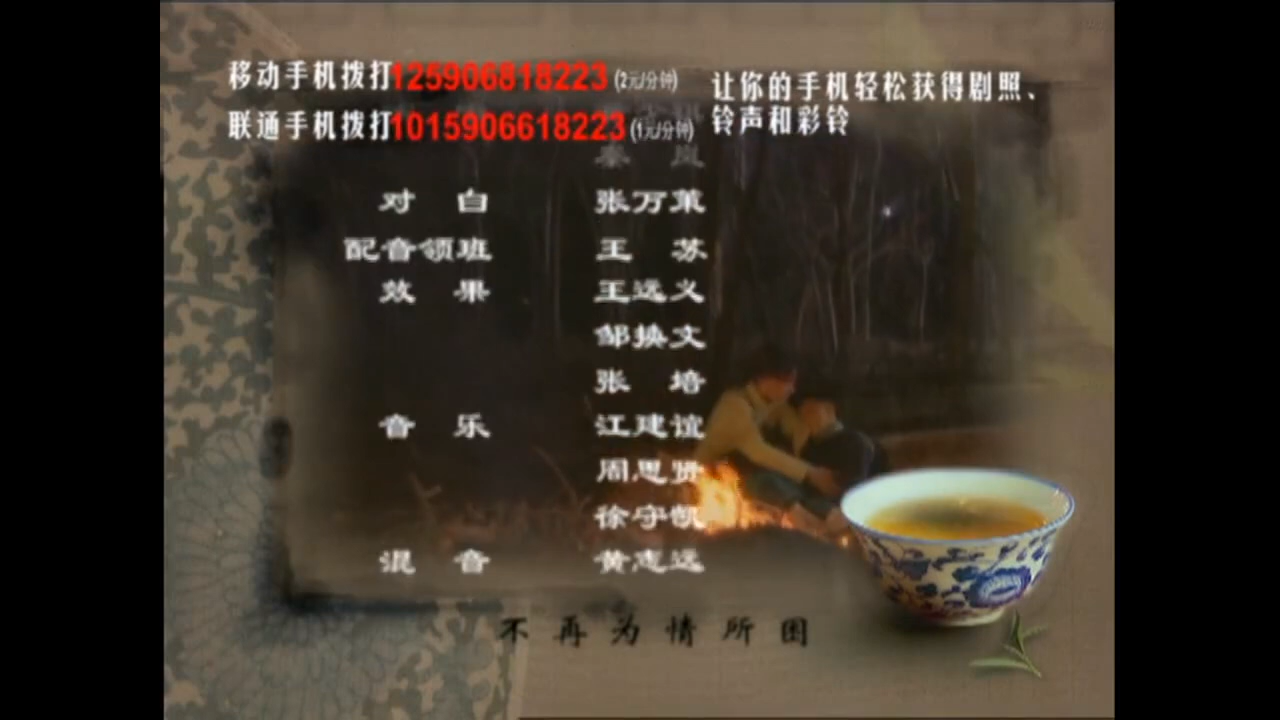 移动手机拨打125906818223(2元/分钟)
联通手机拨打1015906618223(1元/分钟)
让你的手机轻松获得剧照、
铃声和彩铃
秦 岚
对 白 张万菓
配音领班 王 苏
效 果 王远义
邹换文
张 培
音 乐 江建谊
周思贤
徐守凯
混 音 黄志远
不再为情所困